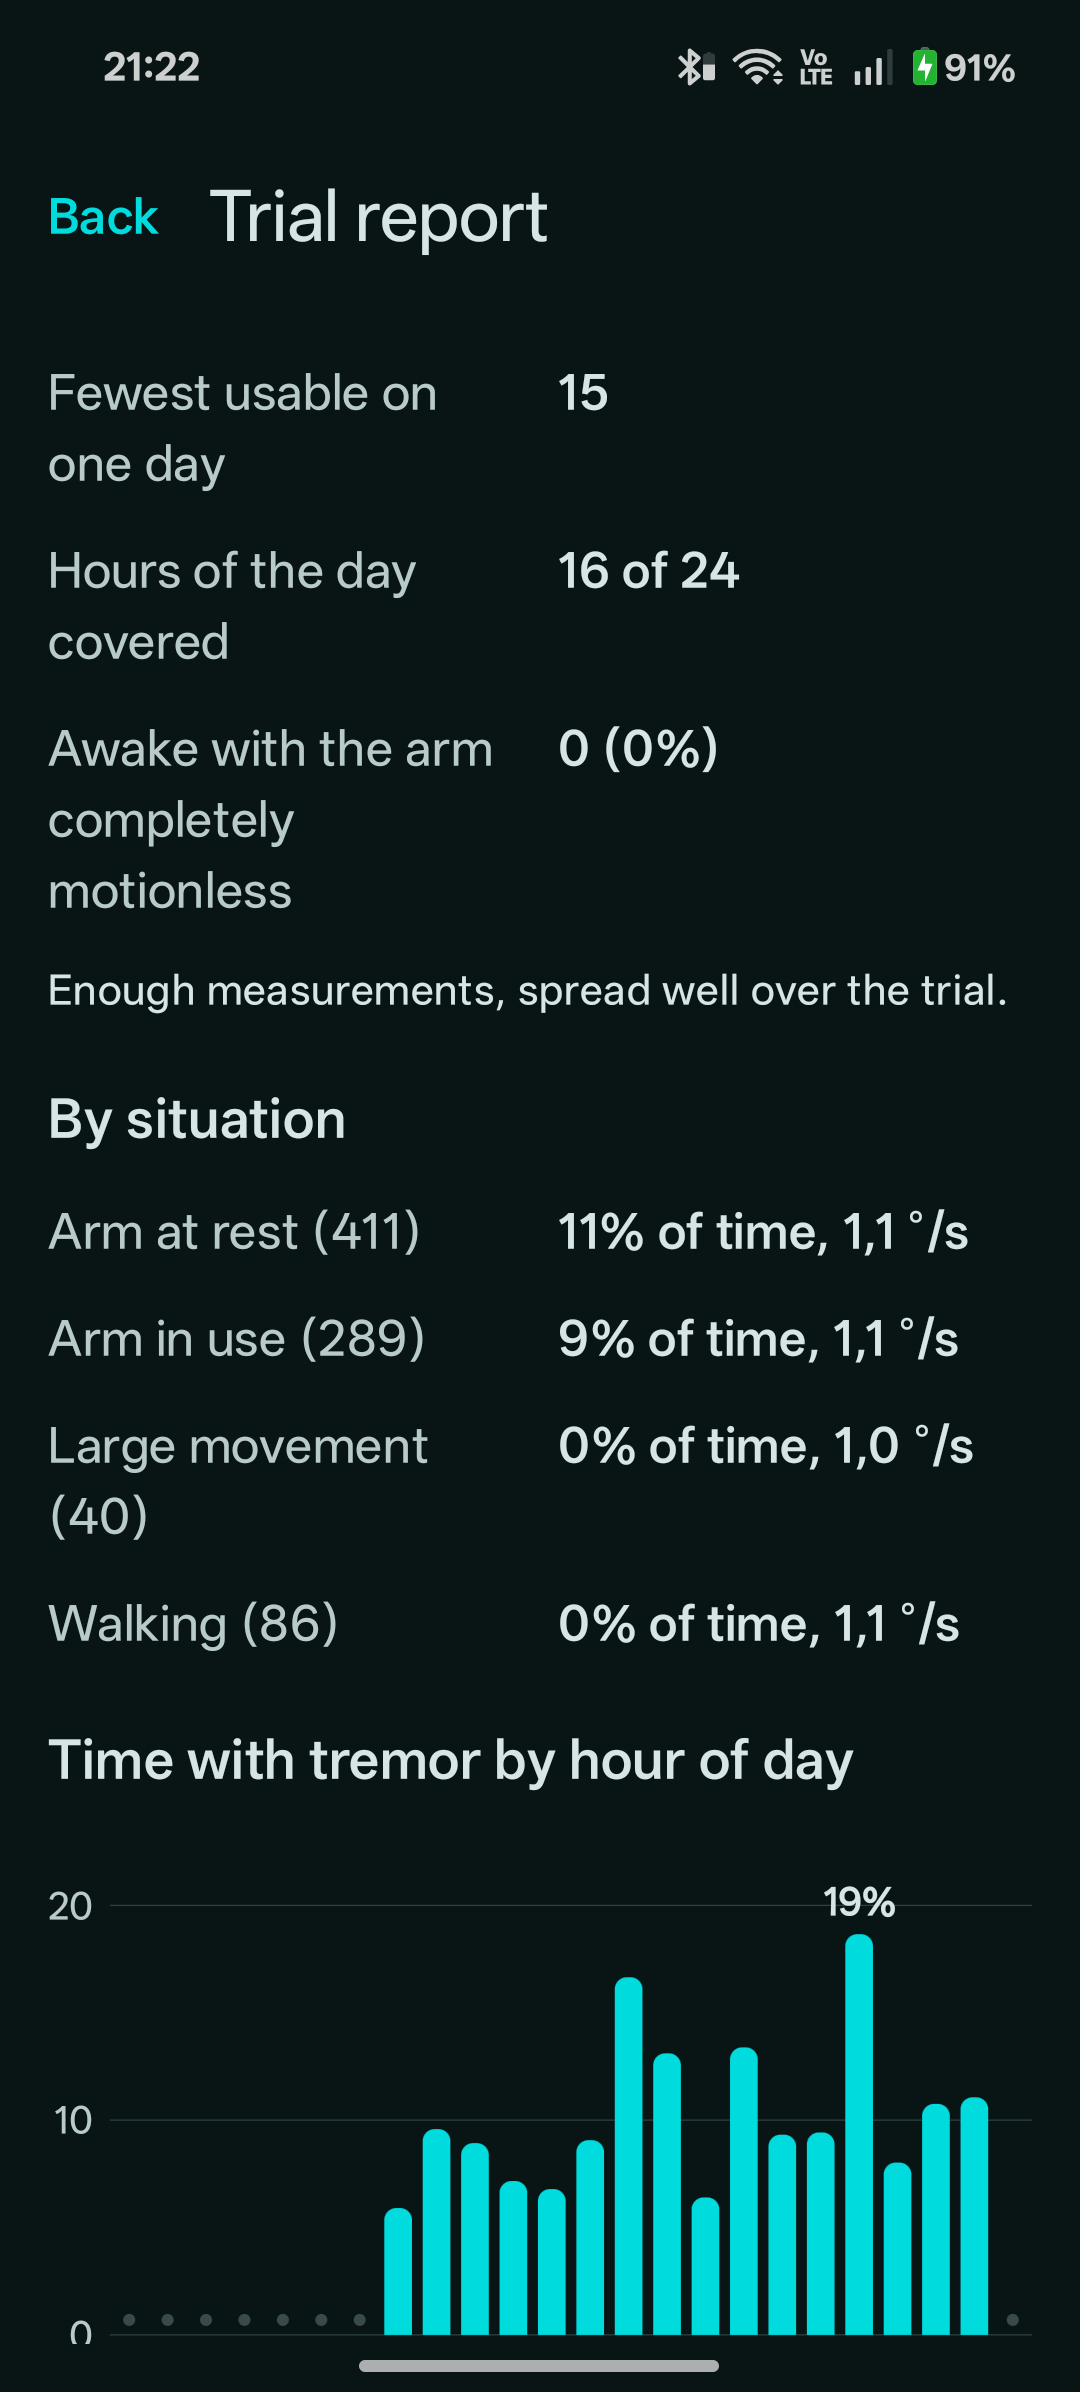 21:22
Vo
LTE
91%
Back
Trial report
Fewest usable on
one day
15
Hours of the day
covered
16 of 24
Awake with the arm
completely
motionless
0 (0%)
Enough measurements, spread well over the trial.
By situation
Arm at rest (411)
11% of time, 1,1 °/s
Arm in use (289)
9% of time, 1,1 °/s
Large movement
(40)
0% of time, 1,0 °/s
Walking (86)
0% of time, 1,1 °/s
Time with tremor by hour of day
20
19%
10
0